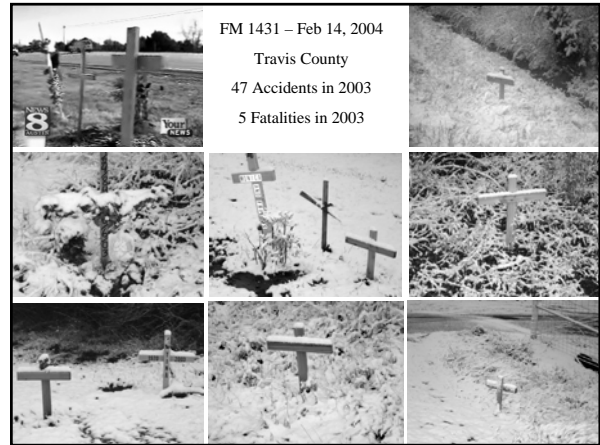 FM 1431 – Feb 14, 2004
Travis County
47 Accidents in 2003
5 Fatalities in 2003
NEWS
8
AUSTIN
Your
NEWS